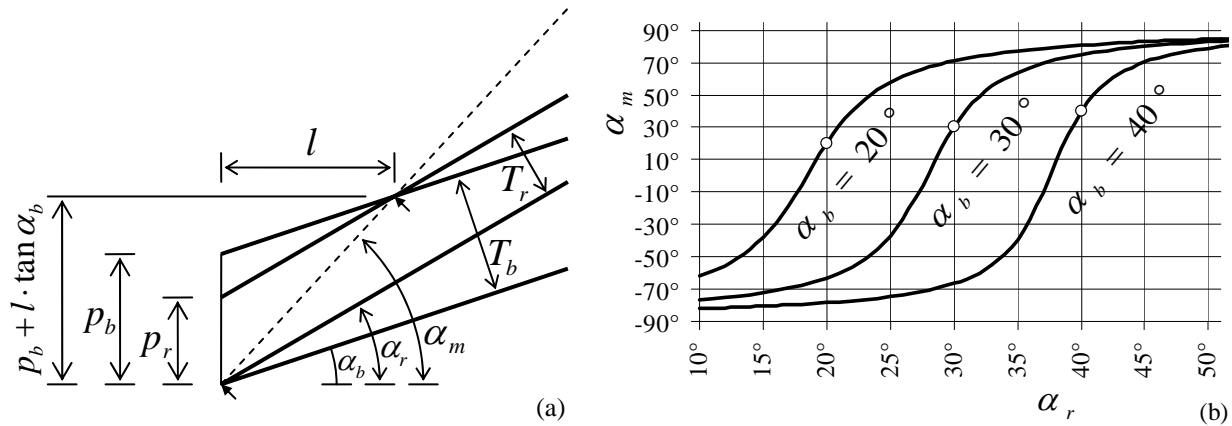 l
p_b + l · tan α_b
p_b
p_r
T_r
T_b
α_b
α_r
α_m
(a)
α_m
90°
70°
50°
30°
10°
-10°
-30°
-50°
-70°
-90°
α_b = 20°
α_b = 30°
α_b = 40°
10°
15°
20°
25°
30°
35°
40°
45°
50°
α_r
(b)